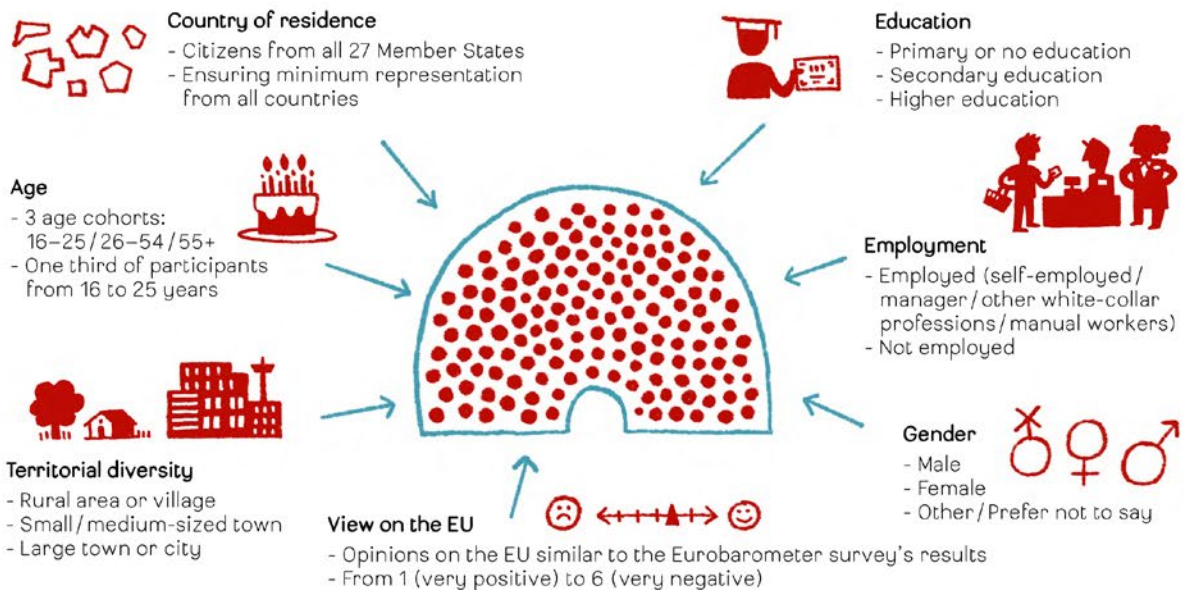 Country of residence
- Citizens from all 27 Member States
- Ensuring minimum representation
from all countries
Education
- Primary or no education
- Secondary education
- Higher education
Age
- 3 age cohorts:
16–25/26–54/55+
- One third of participants
from 16 to 25 years
Employment
- Employed (self-employed/
manager/other white-collar
professions/manual workers)
- Not employed
Territorial diversity
- Rural area or village
- Small/medium-sized town
- Large town or city
View on the EU
- Opinions on the EU similar to the Eurobarometer survey's results
- From 1 (very positive) to 6 (very negative)
Gender
- Male
- Female
- Other/Prefer not to say